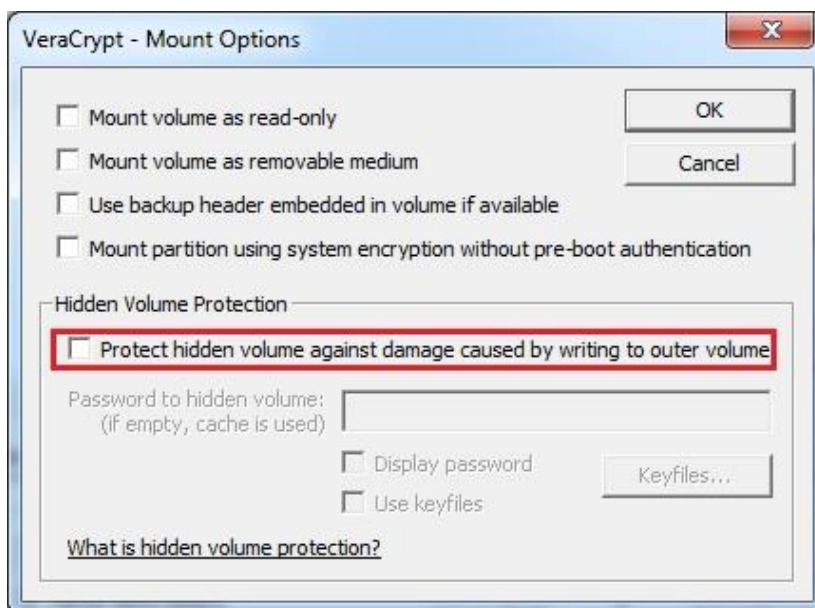 VeraCrypt - Mount Options
Mount volume as read-only
OK
Mount volume as removable medium
Cancel
Use backup header embedded in volume if available
Mount partition using system encryption without pre-boot authentication
Hidden Volume Protection
Protect hidden volume against damage caused by writing to outer volume
Password to hidden volume:
(if empty, cache is used)
Display password
Keyfiles...
Use keyfiles
What is hidden volume protection?